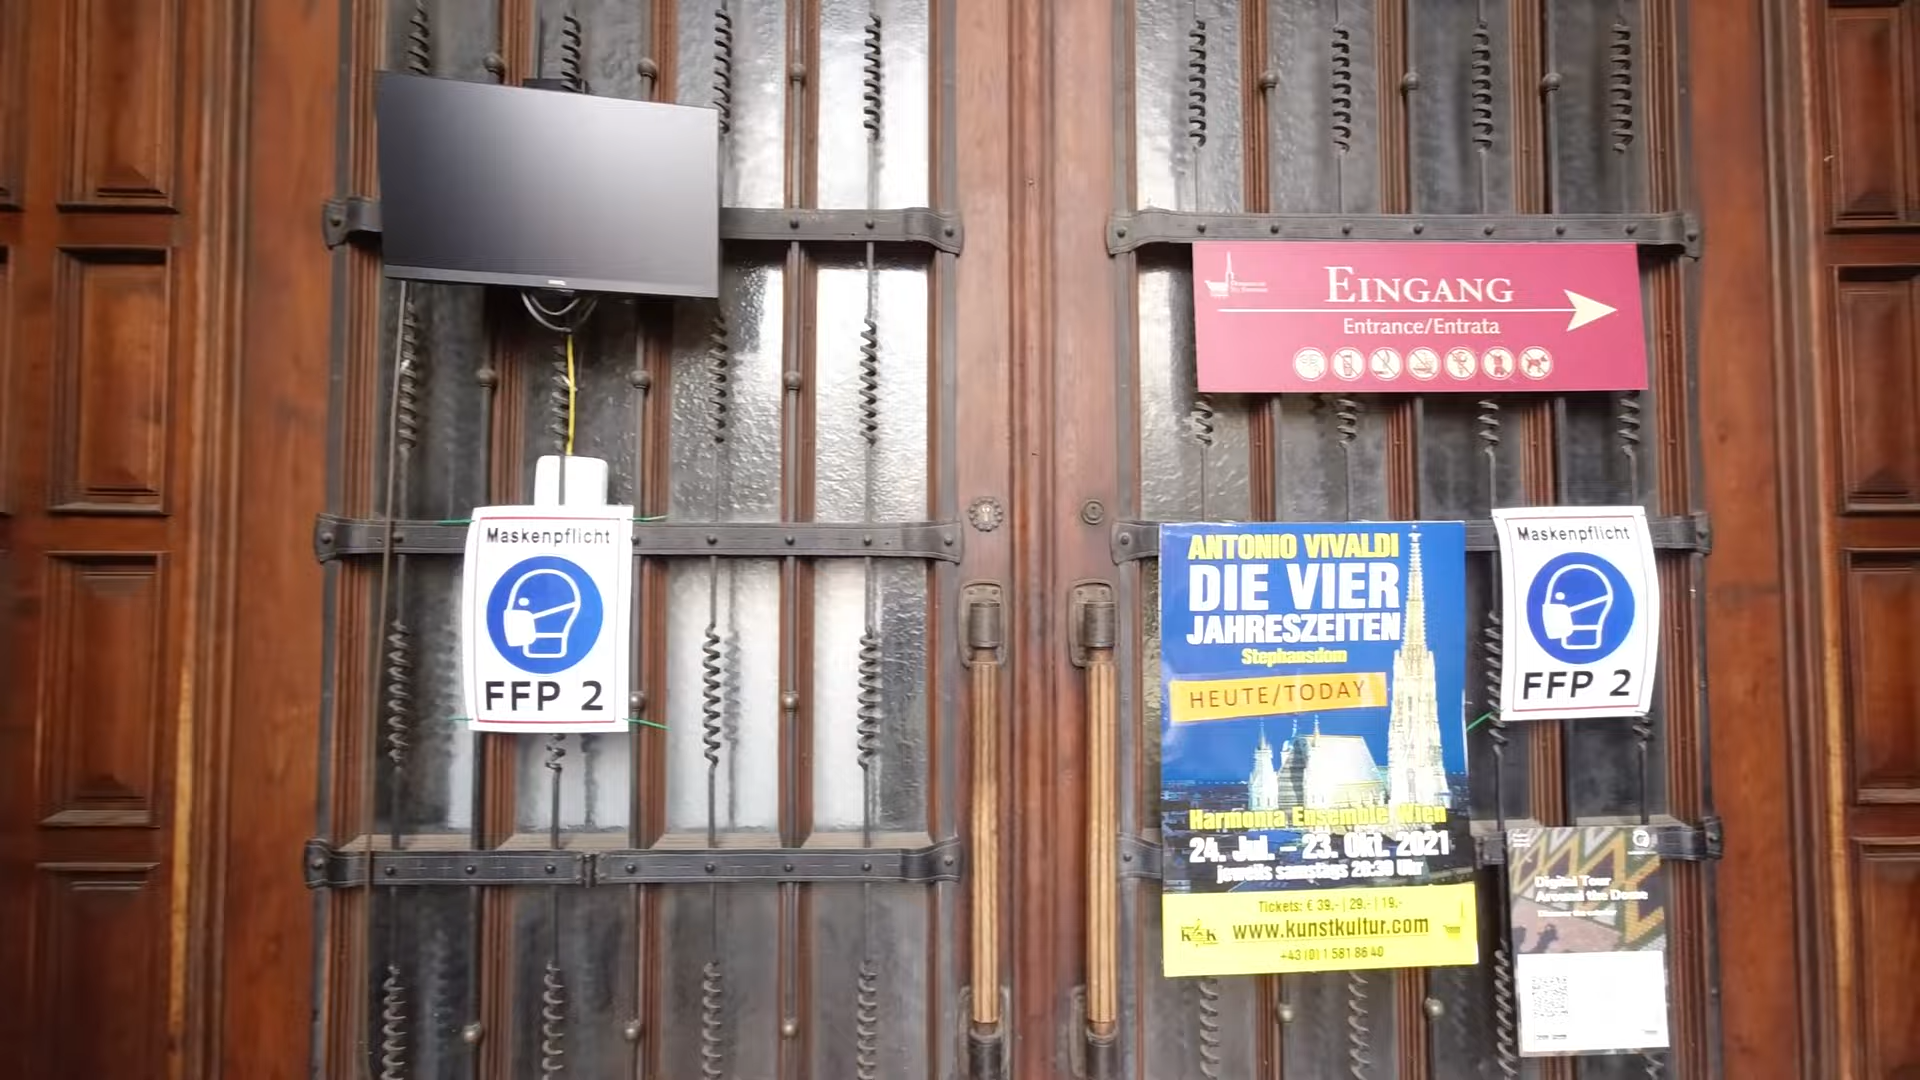 Maskenpflicht
FFP 2
EINGANG
Entrance/Entrata
ANTONIO VIVALDI
DIE VIER
JAHRESZEITEN
Stephansdom
HEUTE/TODAY
Harmonia Ensemble Wien
24. Jul. – 23. Okt. 2021
jeweils samstags 20:30 Uhr
Tickets: € 39,- | 29,- | 19,-
www.kunstkultur.com
+43 (0) 1 581 86 40
Maskenpflicht
FFP 2
Digital Tour
Around the Dome